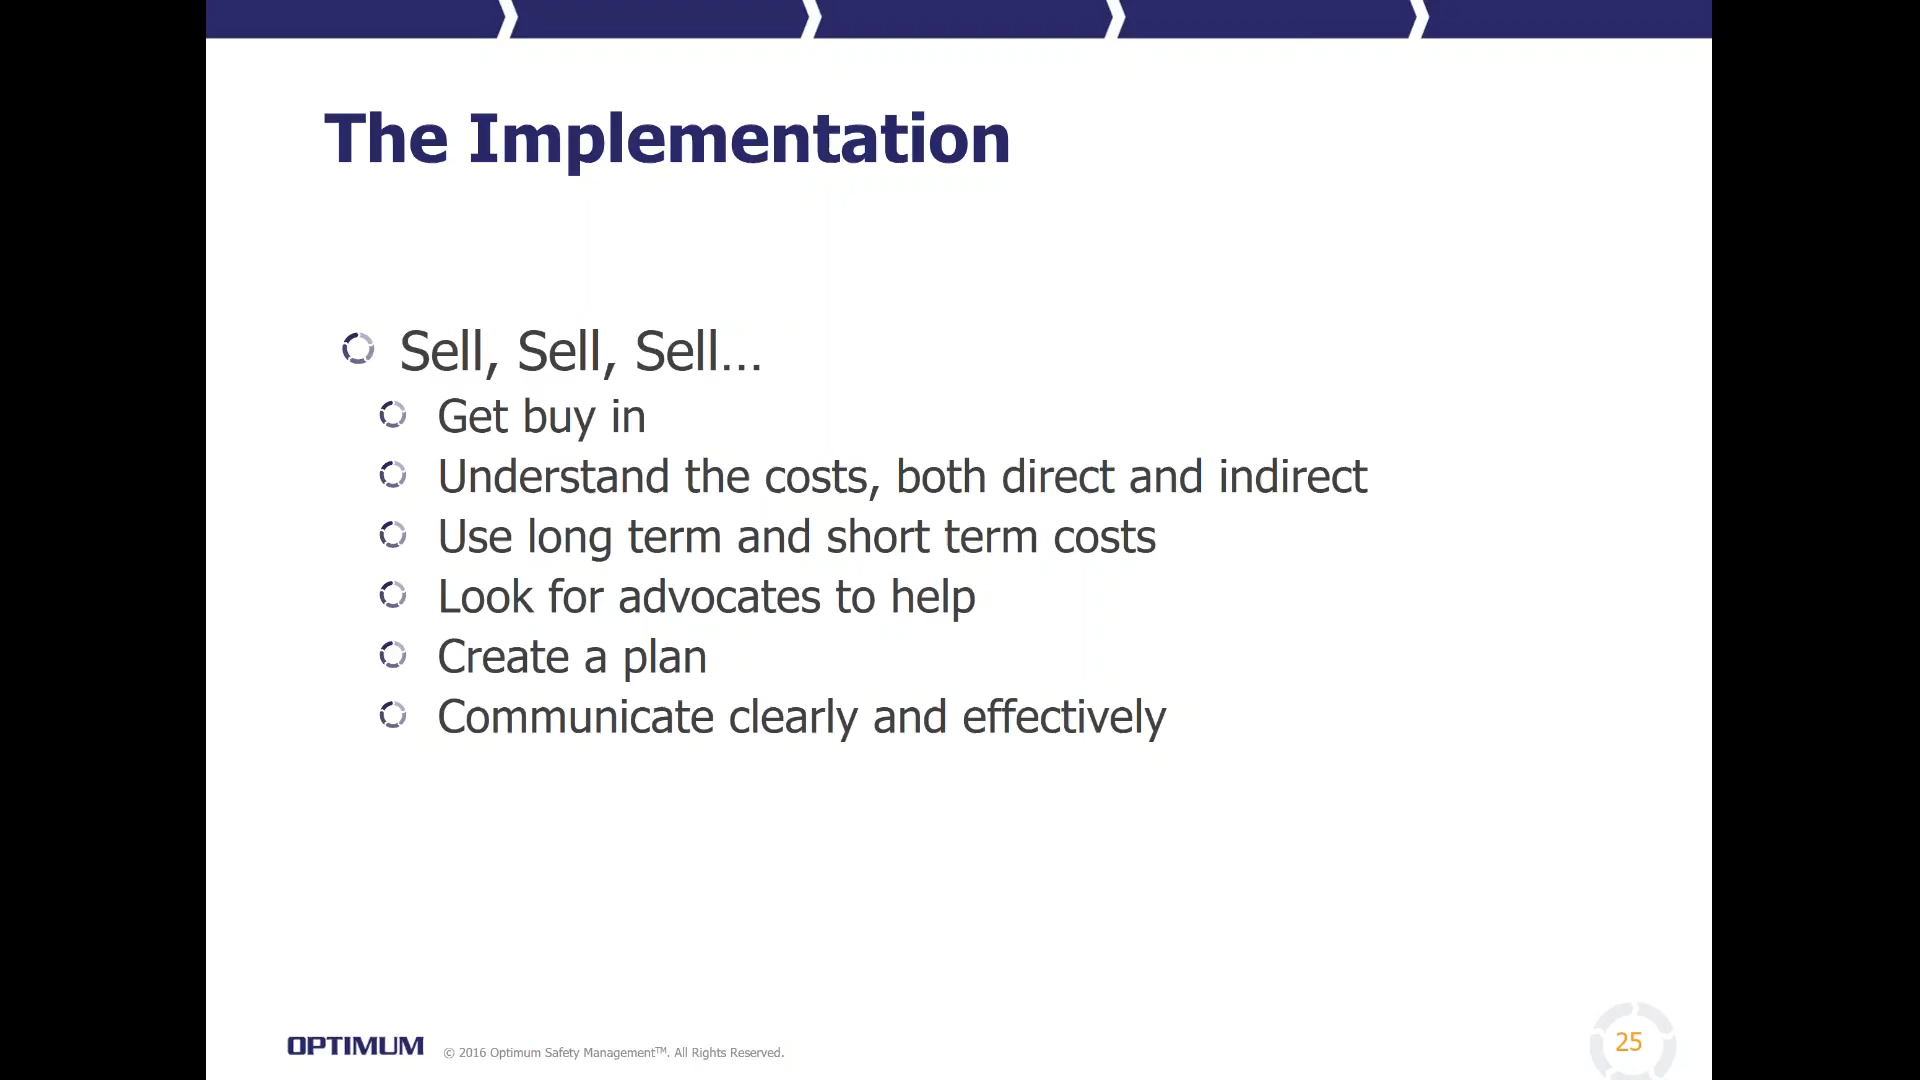 The Implementation
Sell, Sell, Sell...
Get buy in
Understand the costs, both direct and indirect
Use long term and short term costs
Look for advocates to help
Create a plan
Communicate clearly and effectively
OPTIMUM © 2016 Optimum Safety Management™. All Rights Reserved.
25